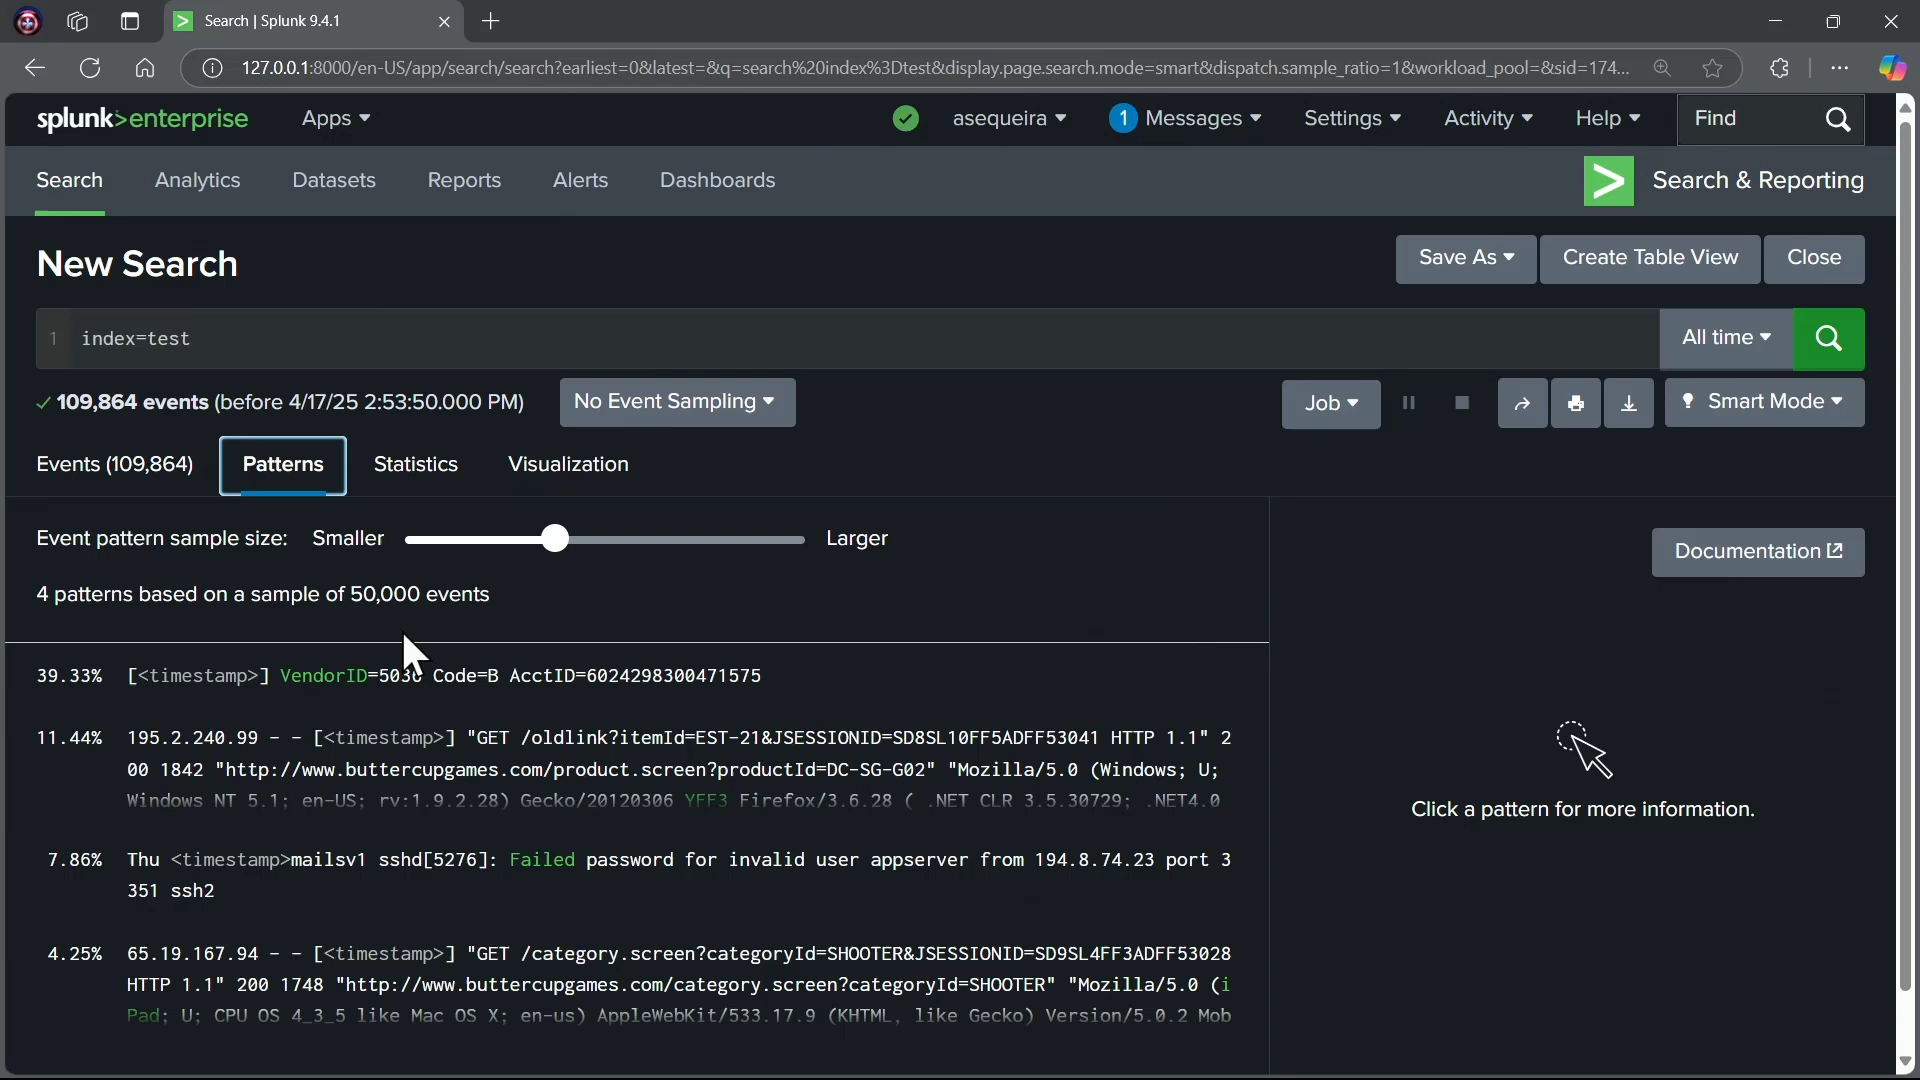 Search | Splunk 9.4.1
127.0.0.1:8000/en-US/app/search/search?earliest=0&latest=&q=search%20index%3Dtest&display.page.search.mode=smart&dispatch.sample_ratio=1&workload_pool=&sid=174...
splunk>enterprise Apps asequeira 1 Messages Settings Activity Help Find
Search Analytics Datasets Reports Alerts Dashboards > Search & Reporting
New Search Save As Create Table View Close
1 index=test All time
✓ 109,864 events (before 4/17/25 2:53:50.000 PM) No Event Sampling Job Smart Mode
Events (109,864) Patterns Statistics Visualization
Event pattern sample size: Smaller Larger
Documentation
4 patterns based on a sample of 50,000 events
39.33% [<timestamp>] VendorID=5036 Code=B AcctID=6024298300471575
11.44% 195.2.240.99 - - [<timestamp>] "GET /oldlink?itemId=EST-21&JSESSIONID=SD8SL10FF5ADFF53041 HTTP 1.1" 2
00 1842 "http://www.buttercupgames.com/product.screen?productId=DC-SG-G02" "Mozilla/5.0 (Windows; U;
Windows NT 5.1; en-US; rv:1.9.2.28) Gecko/20120306 YFF3 Firefox/3.6.28 ( .NET CLR 3.5.30729; .NET4.0
Click a pattern for more information.
7.86% Thu <timestamp>mailsv1 sshd[5276]: Failed password for invalid user appserver from 194.8.74.23 port 3
351 ssh2
4.25% 65.19.167.94 - - [<timestamp>] "GET /category.screen?categoryId=SHOOTER&JSESSIONID=SD9SL4FF3ADFF53028
HTTP 1.1" 200 1748 "http://www.buttercupgames.com/category.screen?categoryId=SHOOTER" "Mozilla/5.0 (i
Pad; U; CPU OS 4_3_5 like Mac OS X; en-us) AppleWebKit/533.17.9 (KHTML, like Gecko) Version/5.0.2 Mob